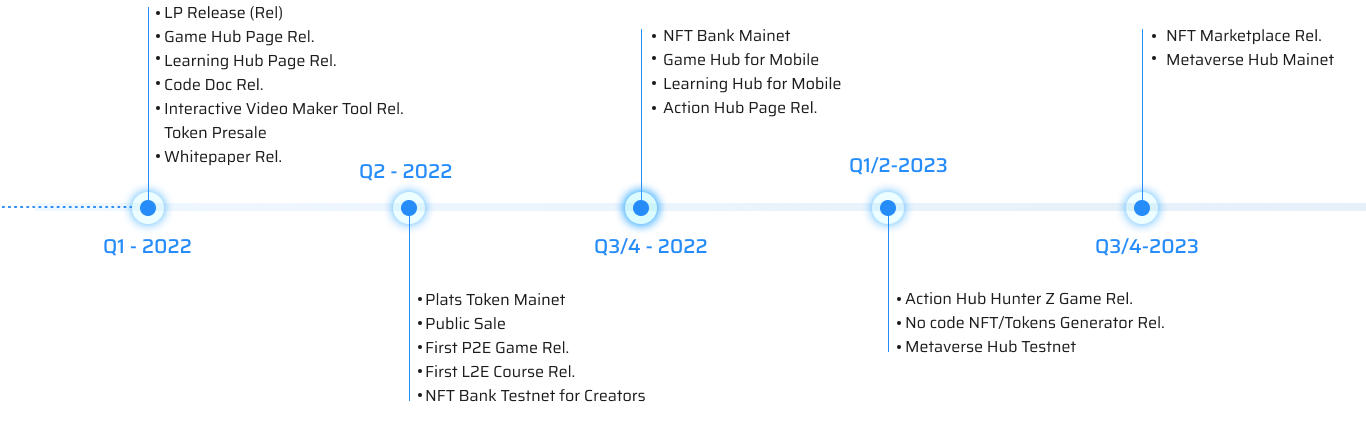 • LP Release (Rel)
• Game Hub Page Rel.
• Learning Hub Page Rel.
• Code Doc Rel.
• Interactive Video Maker Tool Rel.
Token Presale
• Whitepaper Rel.
Q1 - 2022
Q2 - 2022
• Plats Token Mainet
• Public Sale
• First P2E Game Rel.
• First L2E Course Rel.
• NFT Bank Testnet for Creators
• NFT Bank Mainet
• Game Hub for Mobile
• Learning Hub for Mobile
• Action Hub Page Rel.
Q3/4 - 2022
Q1/2-2023
• Action Hub Hunter Z Game Rel.
• No code NFT/Tokens Generator Rel.
• Metaverse Hub Testnet
• NFT Marketplace Rel.
• Metaverse Hub Mainet
Q3/4-2023